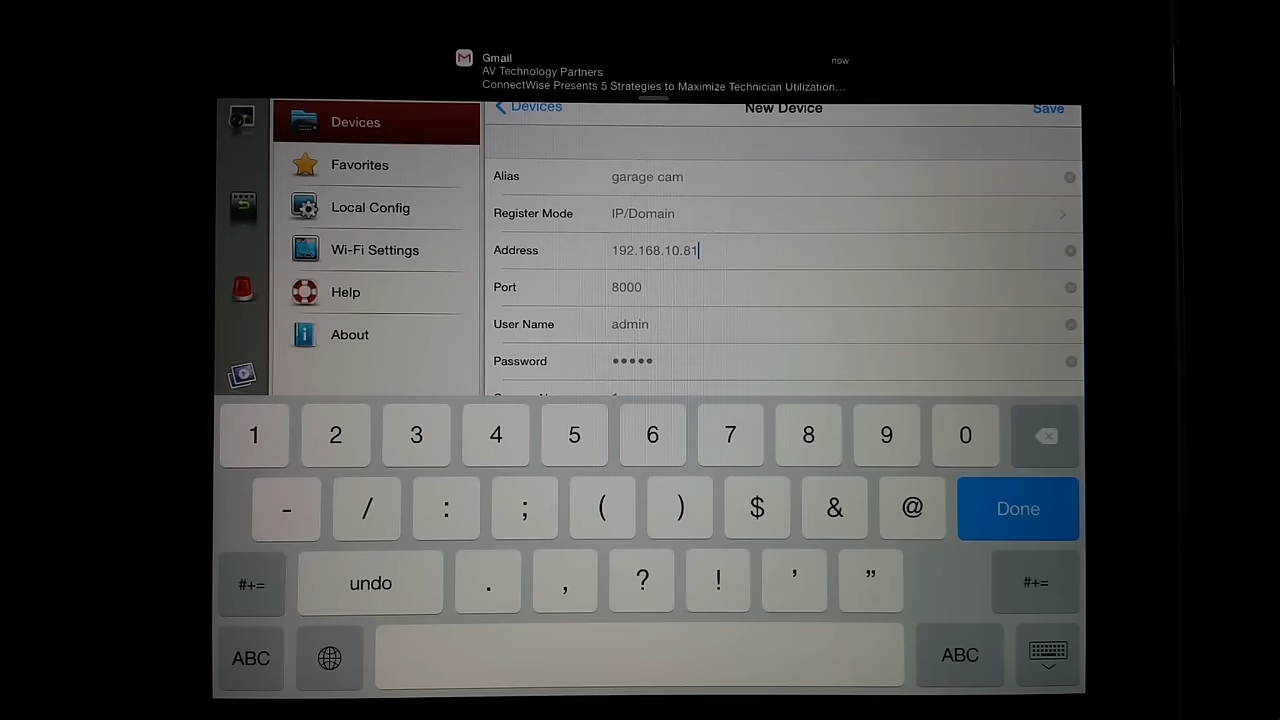 Gmail
now
AV Technology Partners
ConnectWise Presents 5 Strategies to Maximize Technician Utilization...
Devices
New Device
Save
Devices
Favorites
Local Config
Wi-Fi Settings
Help
About
Alias garage cam
Register Mode IP/Domain
Address 192.168.10.81
Port 8000
User Name admin
Password •••••
1 2 3 4 5 6 7 8 9 0
- / : ; ( ) $ & @ Done
#+= undo . , ? ! ' " #+=
ABC ABC